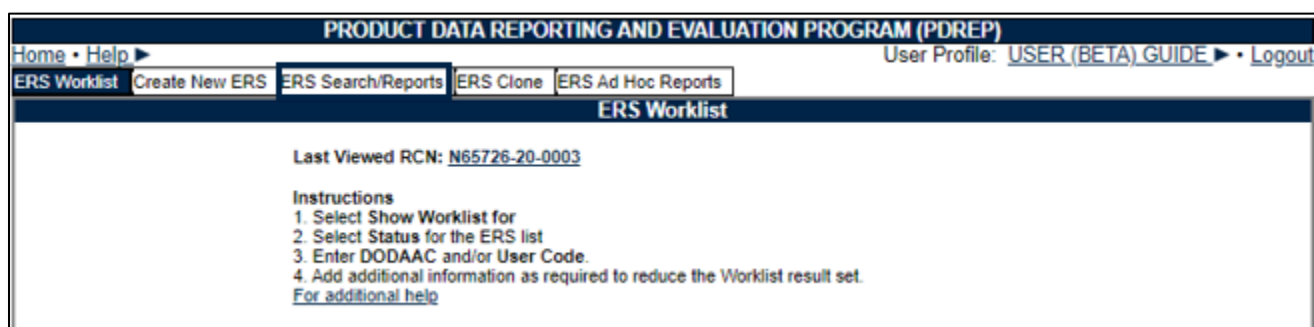 PRODUCT DATA REPORTING AND EVALUATION PROGRAM (PDREP)
Home • Help ▶ User Profile: USER (BETA) GUIDE ▶ • Logout
ERS Worklist Create New ERS ERS Search/Reports ERS Clone ERS Ad Hoc Reports
ERS Worklist
Last Viewed RCN: N65726-20-0003
Instructions
1. Select Show Worklist for
2. Select Status for the ERS list
3. Enter DODAAC and/or User Code.
4. Add additional information as required to reduce the Worklist result set.
For additional help